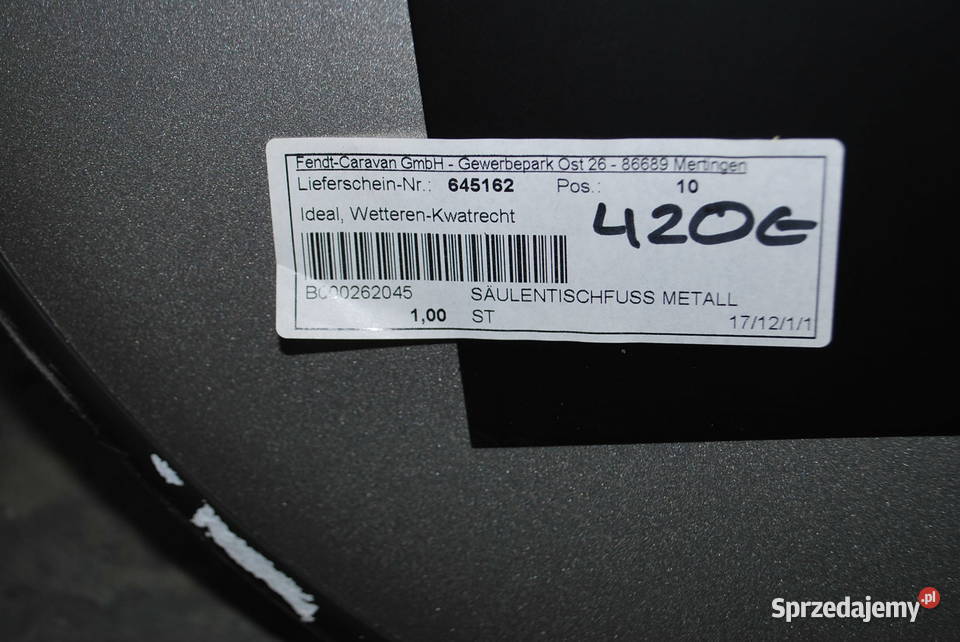 Fendt-Caravan GmbH - Gewerbepark Ost 26 - 86689 Mertingen
Lieferschein-Nr.: 645162 Pos.: 10
Ideal, Wetteren-Kwatrecht
420€
B000262045 SÄULENTISCHFUSS METALL
1,00 ST
17/12/1/1
Sprzedajemy.pl